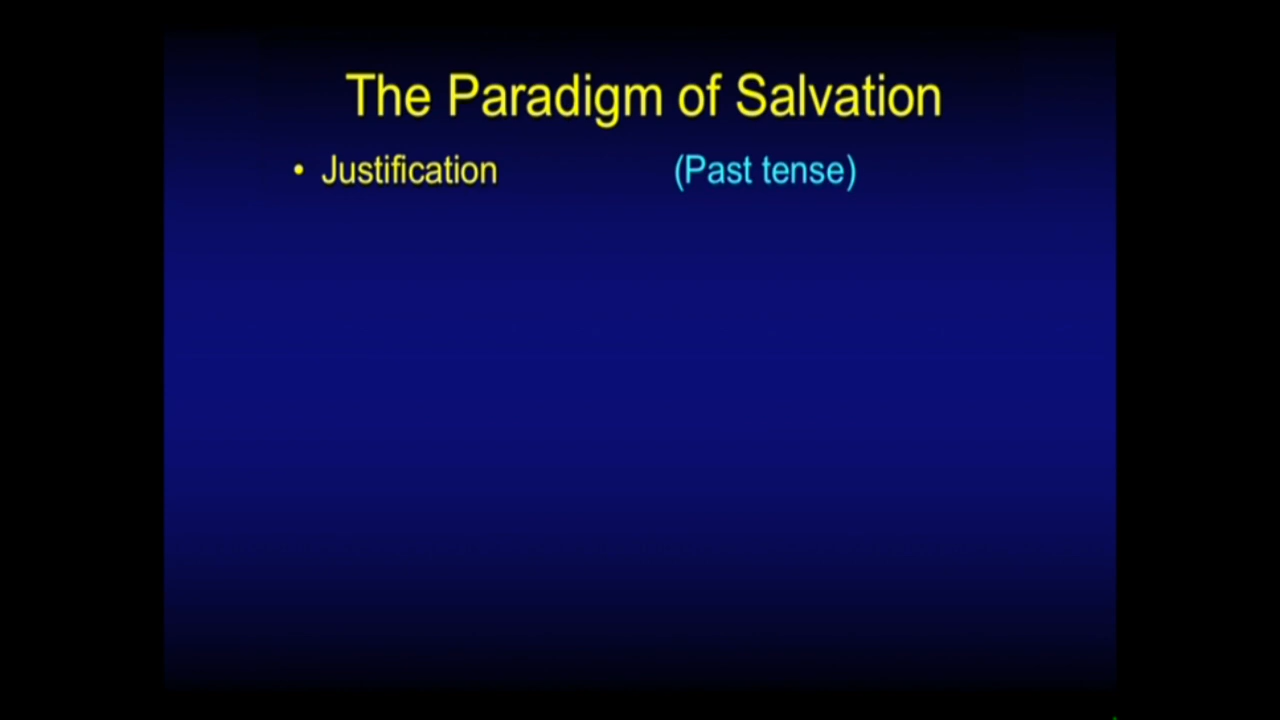 The Paradigm of Salvation
• Justification (Past tense)